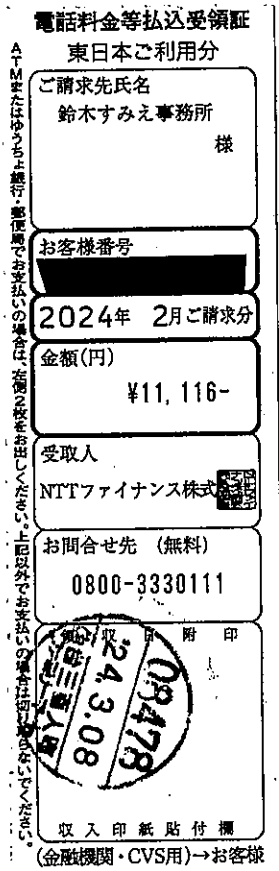 電話料金等払込受領証
東日本ご利用分
ご請求先氏名
鈴木すみえ事務所
様
お客様番号
2024年 2月ご請求分
金額(円)
¥11,116-
受取人
NTTファイナンス株式
お問合せ先 (無料)
0800-3330111
領収日附印
08478
'24.3.08
収入印紙貼付欄
(金融機関・CVS用)→お客様
ATMまたはゆうちょ銀行・郵便局でお支払いの場合は、左側2枚をお出しください。上記以外でお支払いの場合は切り取らないでください。